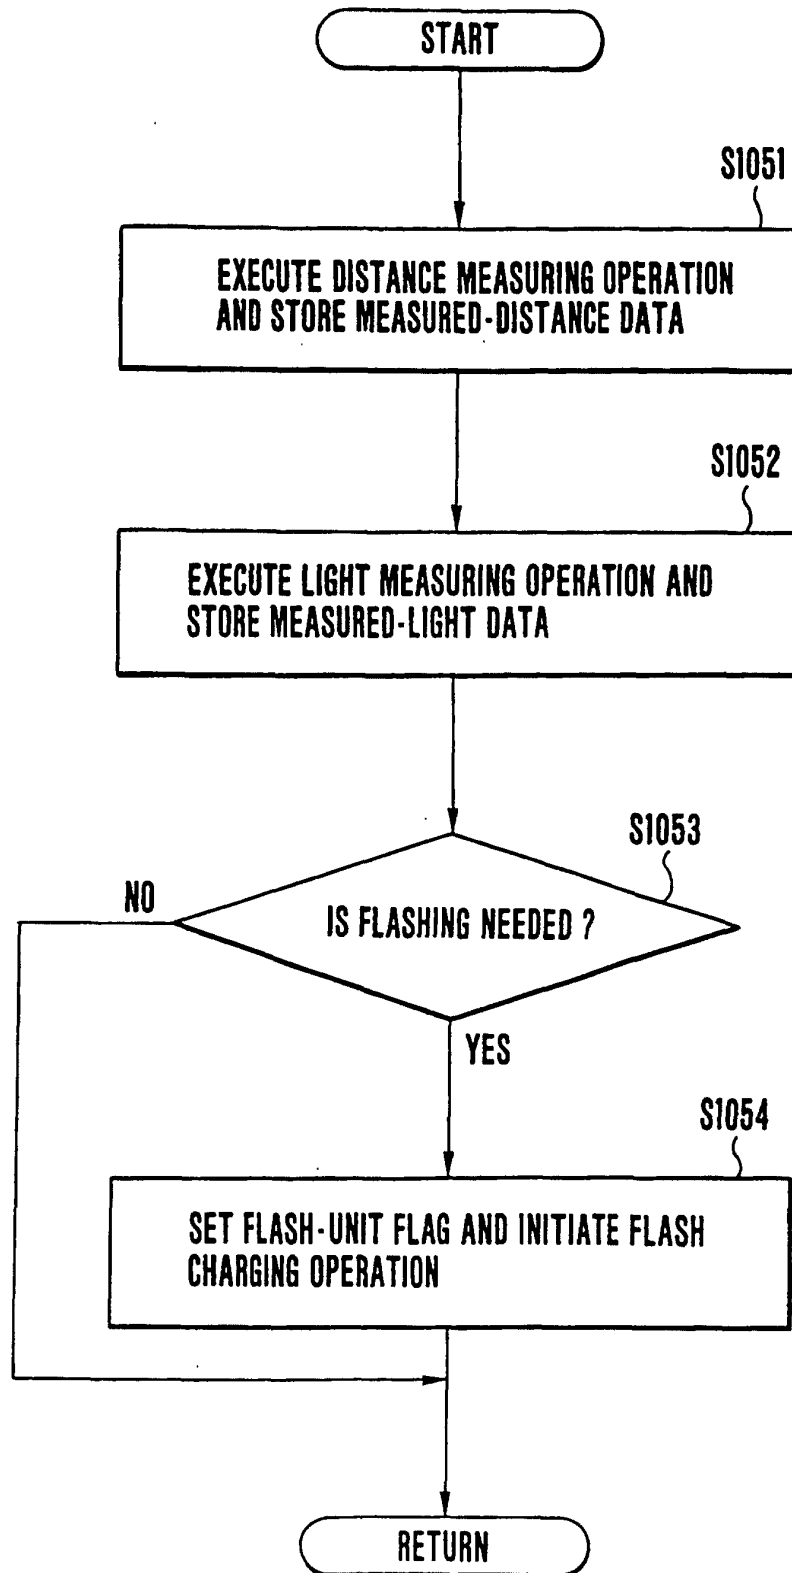 START
S1051
EXECUTE DISTANCE MEASURING OPERATION
AND STORE MEASURED-DISTANCE DATA
S1052
EXECUTE LIGHT MEASURING OPERATION AND
STORE MEASURED-LIGHT DATA
S1053
NO
IS FLASHING NEEDED ?
YES
S1054
SET FLASH-UNIT FLAG AND INITIATE FLASH
CHARGING OPERATION
RETURN